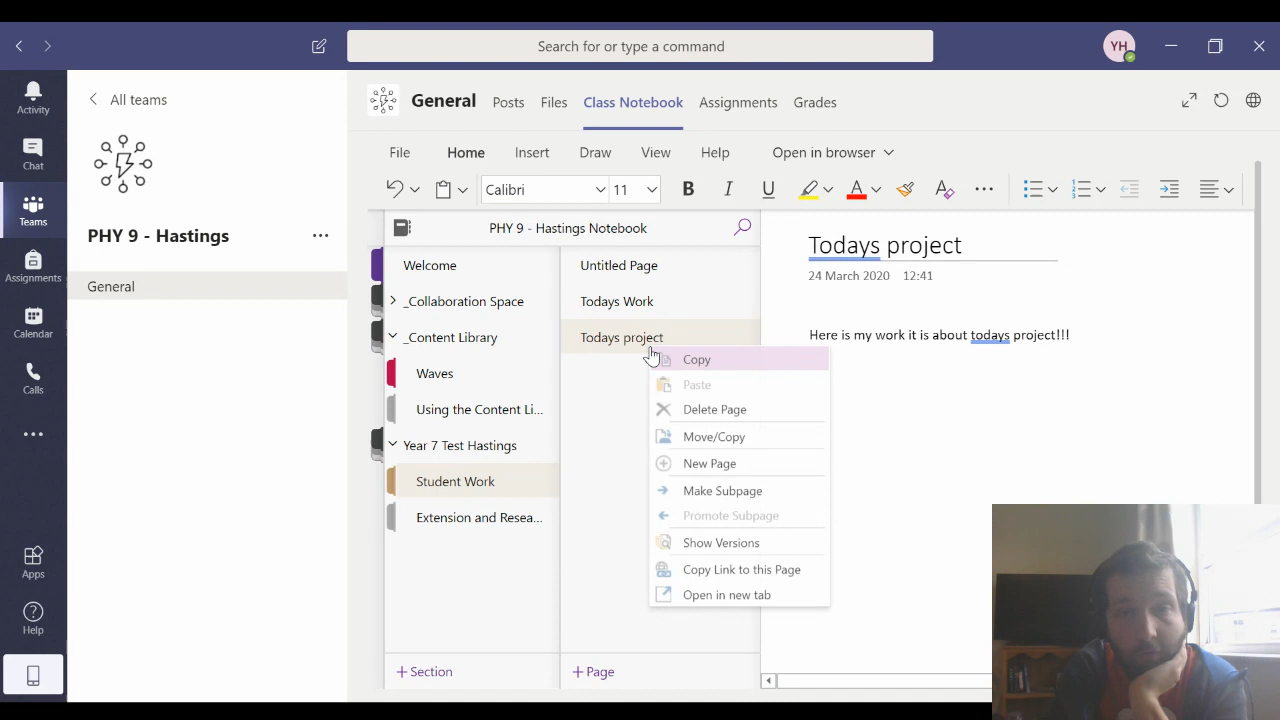 Search for or type a command
YH
Activity
Chat
Teams
Assignments
Calendar
Calls
Apps
Help
All teams
PHY 9 - Hastings
General
General Posts Files Class Notebook Assignments Grades
File Home Insert Draw View Help Open in browser
Calibri 11 B I U A A
PHY 9 - Hastings Notebook
Welcome
_Collaboration Space
_Content Library
Waves
Using the Content Li...
Year 7 Test Hastings
Student Work
Extension and Resea...
+ Section
Untitled Page
Todays Work
Todays project
+ Page
Copy
Paste
Delete Page
Move/Copy
New Page
Make Subpage
Promote Subpage
Show Versions
Copy Link to this Page
Open in new tab
Todays project
24 March 2020 12:41
Here is my work it is about todays project!!!